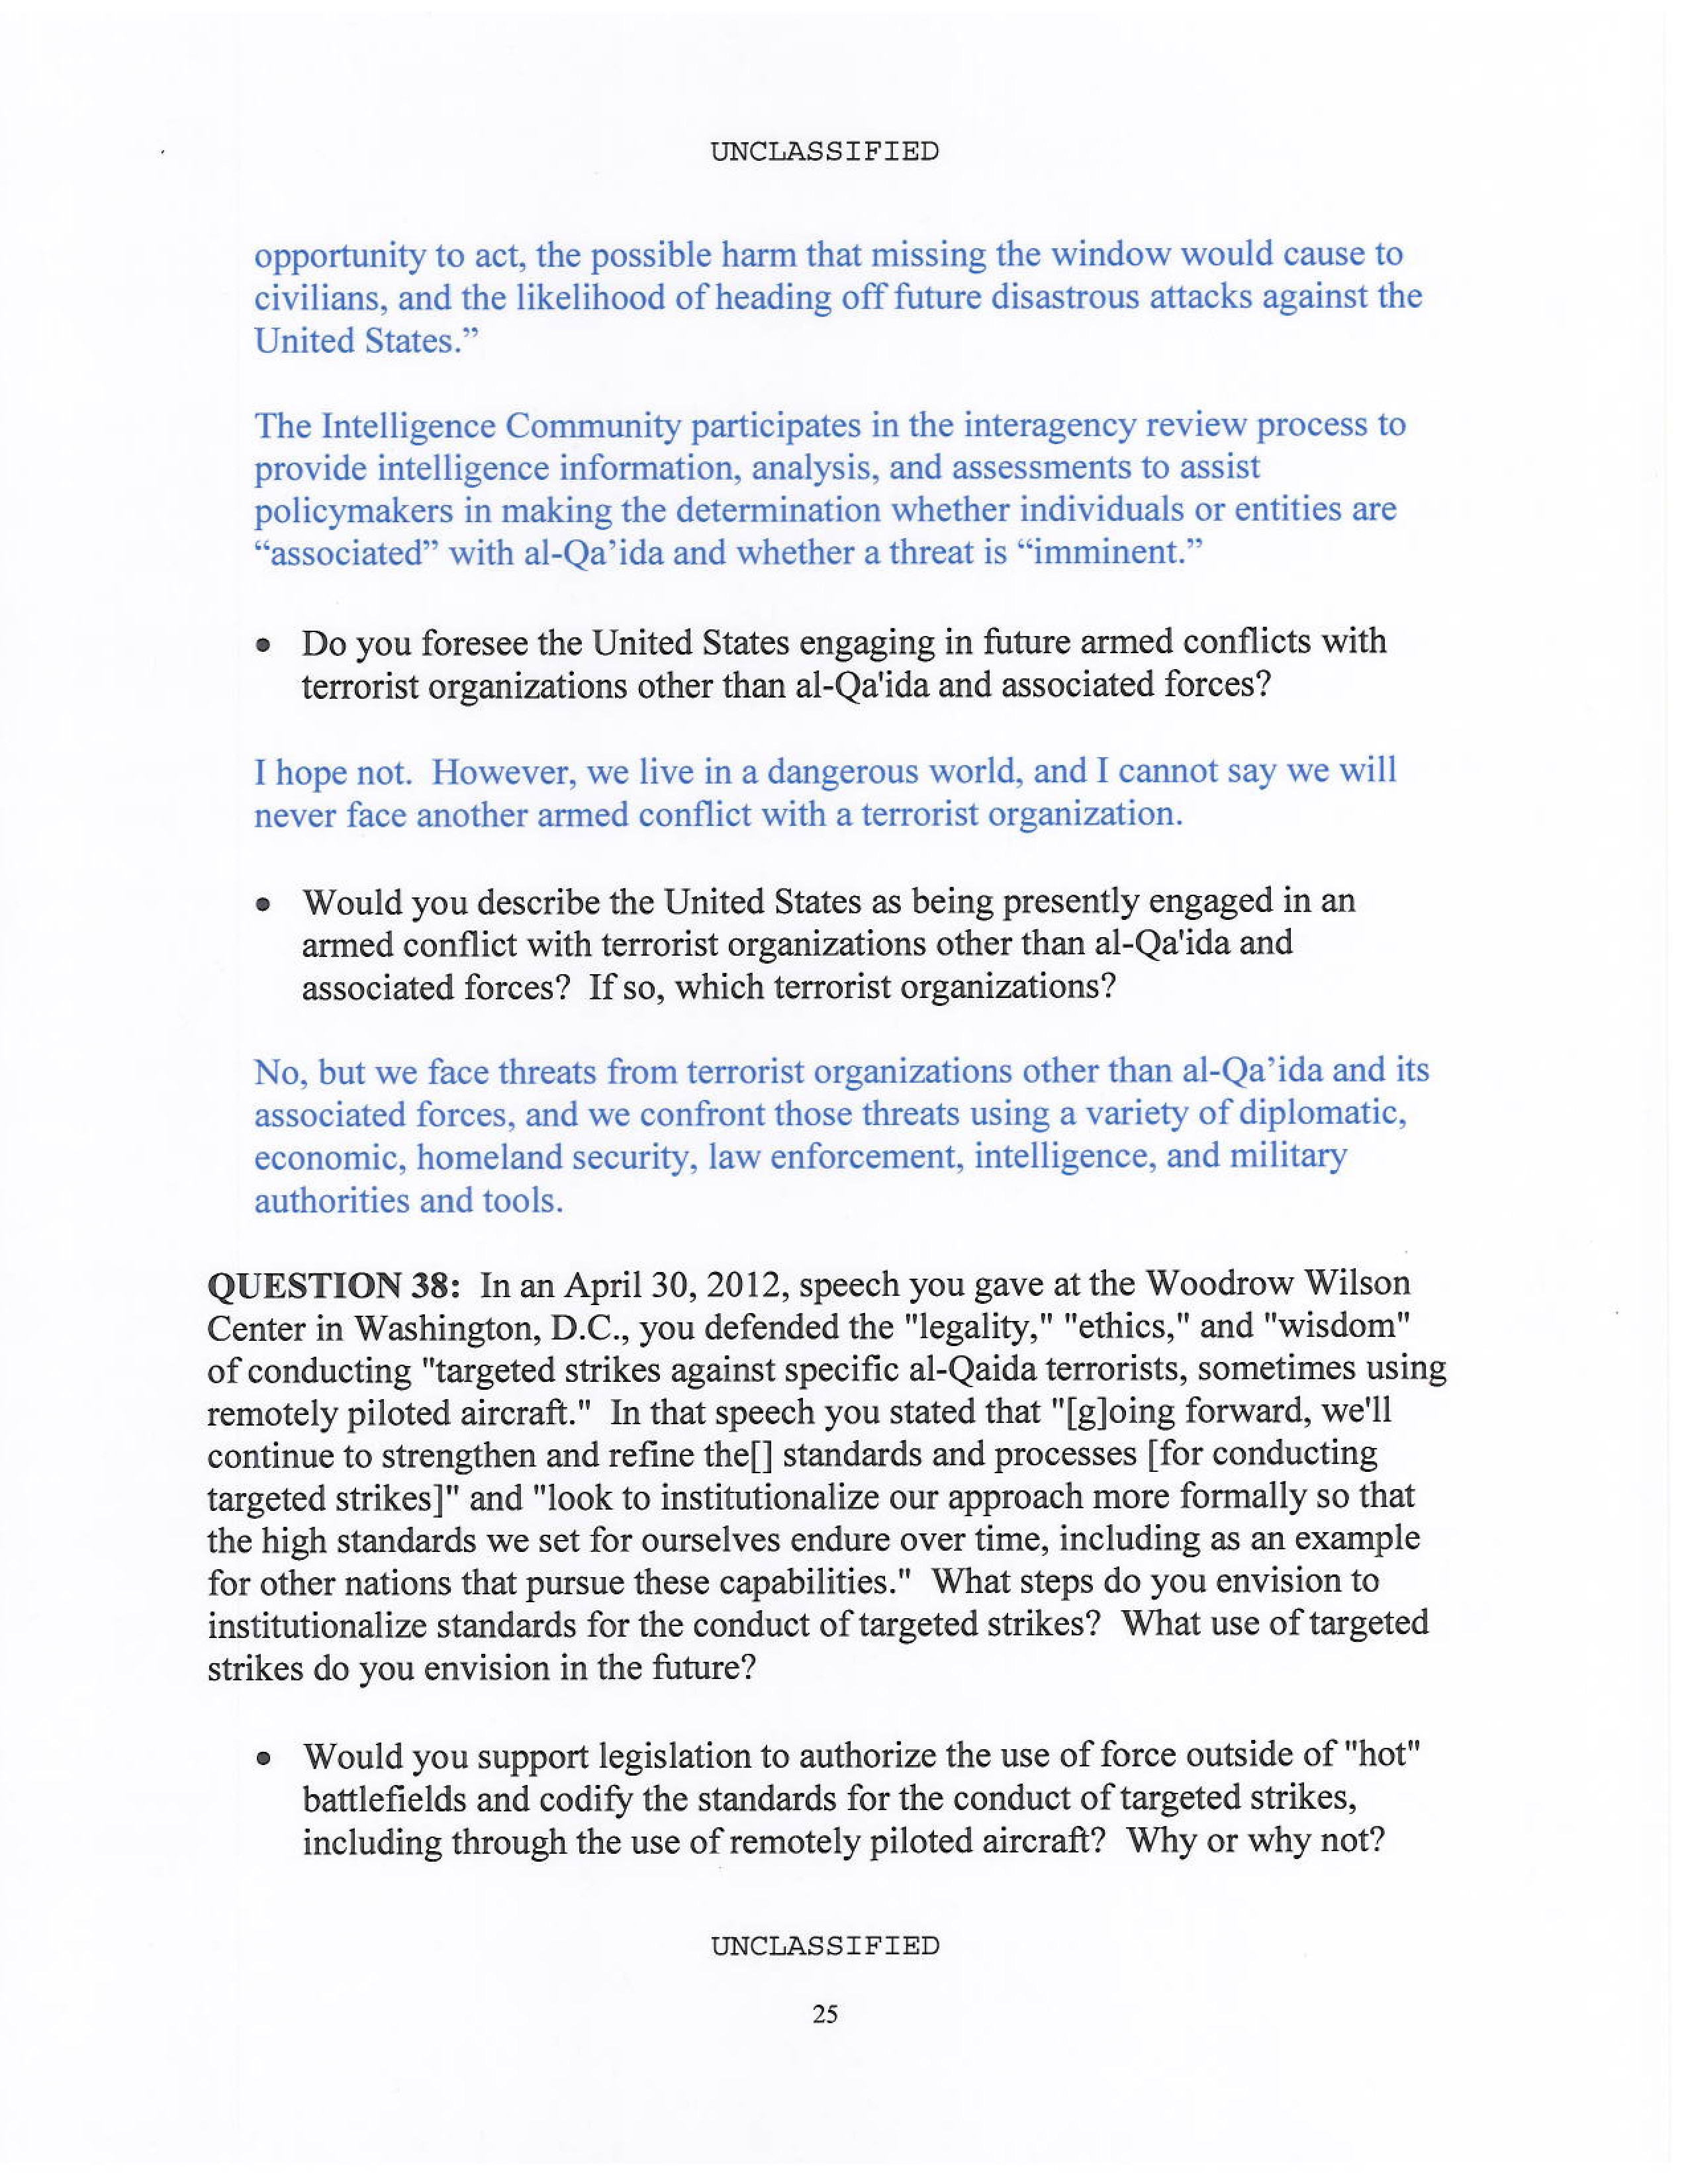 UNCLASSIFIED
opportunity to act, the possible harm that missing the window would cause to
civilians, and the likelihood of heading off future disastrous attacks against the
United States.”
The Intelligence Community participates in the interagency review process to
provide intelligence information, analysis, and assessments to assist
policymakers in making the determination whether individuals or entities are
“associated” with al-Qa’ida and whether a threat is “imminent.”
• Do you foresee the United States engaging in future armed conflicts with
terrorist organizations other than al-Qa'ida and associated forces?
I hope not. However, we live in a dangerous world, and I cannot say we will
never face another armed conflict with a terrorist organization.
• Would you describe the United States as being presently engaged in an
armed conflict with terrorist organizations other than al-Qa'ida and
associated forces? If so, which terrorist organizations?
No, but we face threats from terrorist organizations other than al-Qa’ida and its
associated forces, and we confront those threats using a variety of diplomatic,
economic, homeland security, law enforcement, intelligence, and military
authorities and tools.
QUESTION 38: In an April 30, 2012, speech you gave at the Woodrow Wilson
Center in Washington, D.C., you defended the "legality," "ethics," and "wisdom"
of conducting "targeted strikes against specific al-Qaida terrorists, sometimes using
remotely piloted aircraft." In that speech you stated that "[g]oing forward, we'll
continue to strengthen and refine the[] standards and processes [for conducting
targeted strikes]" and "look to institutionalize our approach more formally so that
the high standards we set for ourselves endure over time, including as an example
for other nations that pursue these capabilities." What steps do you envision to
institutionalize standards for the conduct of targeted strikes? What use of targeted
strikes do you envision in the future?
• Would you support legislation to authorize the use of force outside of "hot"
battlefields and codify the standards for the conduct of targeted strikes,
including through the use of remotely piloted aircraft? Why or why not?
UNCLASSIFIED
25